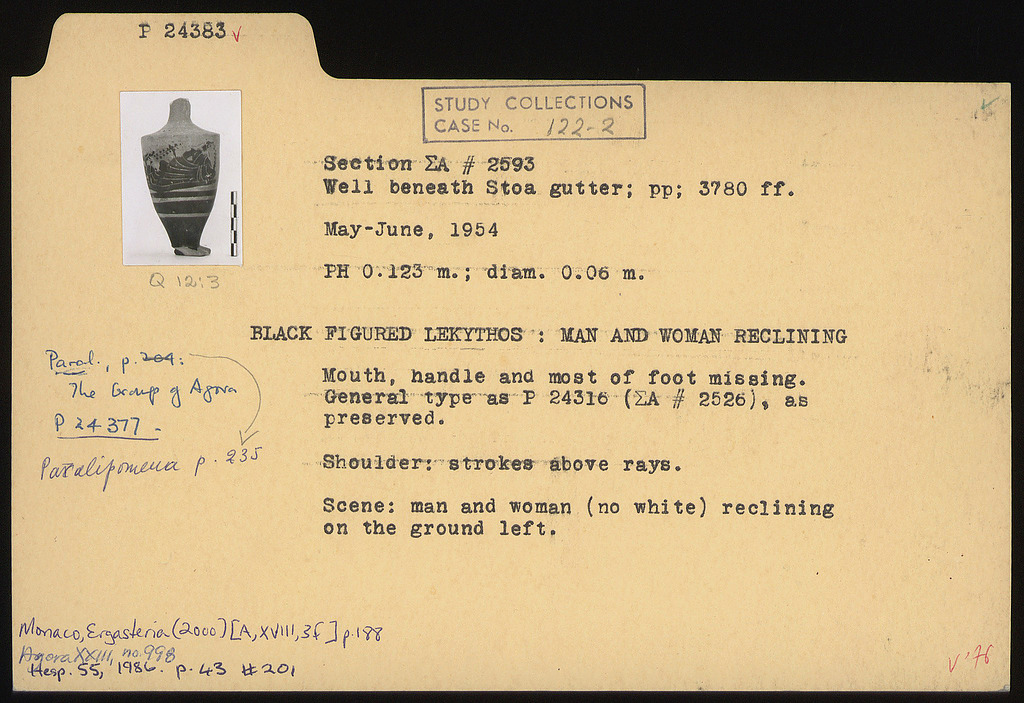 P 24383 ✓
STUDY COLLECTIONS
CASE No. 122-2
Section ΣA # 2593
Well beneath Stoa gutter; pp; 3780 ff.
May-June, 1954
PH 0.123 m.; diam. 0.06 m.
Q 12:3
BLACK FIGURED LEKYTHOS : MAN AND WOMAN RECLINING
Paral., p. 204:
The Group of Agora
P 24377 -
Paralipomena p. 235
Mouth, handle and most of foot missing.
General type as P 24316 (ΣA # 2526), as
preserved.
Shoulder: strokes above rays.
Scene: man and woman (no white) reclining
on the ground left.
Monaco, Ergasteria (2000) [A, XVIII, 3f] p. 188
Agora XXIII, no. 998
Hesp. 55, 1986. p. 43 #201
✓ '76